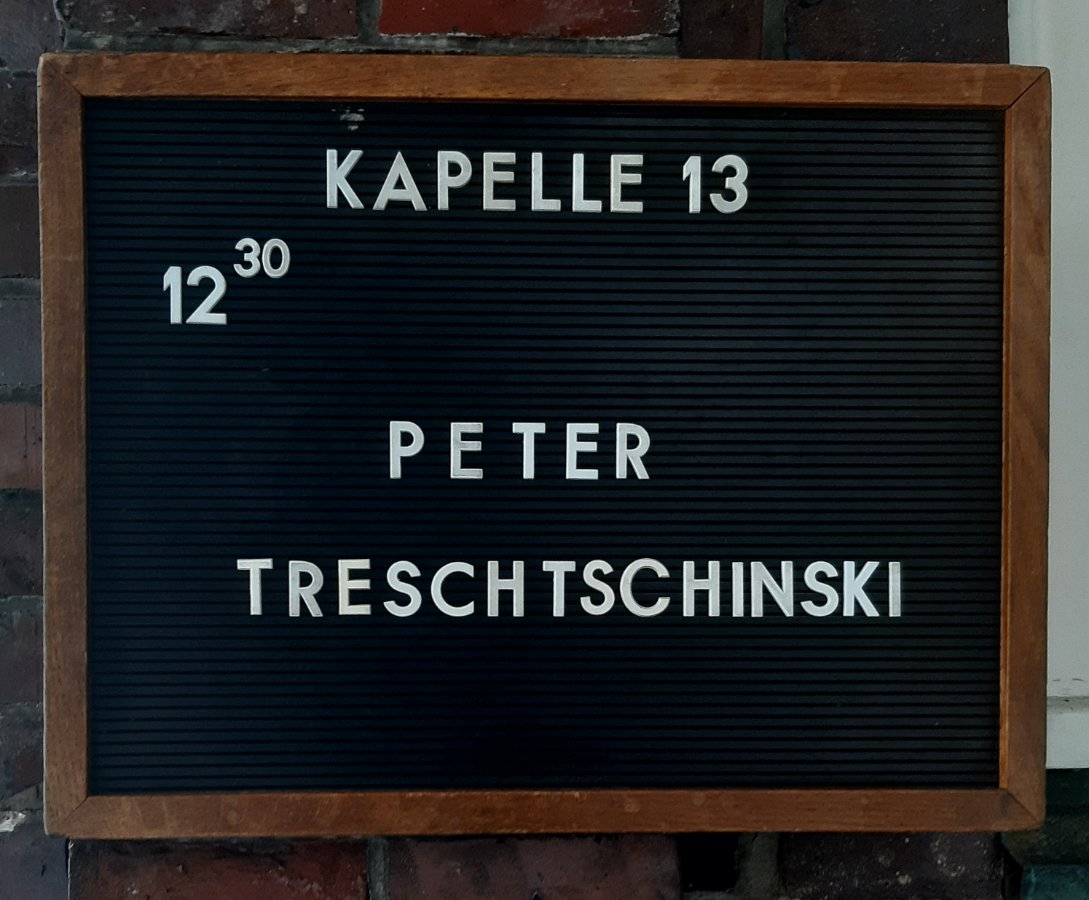 KAPELLE 13
12³⁰
PETER
TRESCHTSCHINSKI